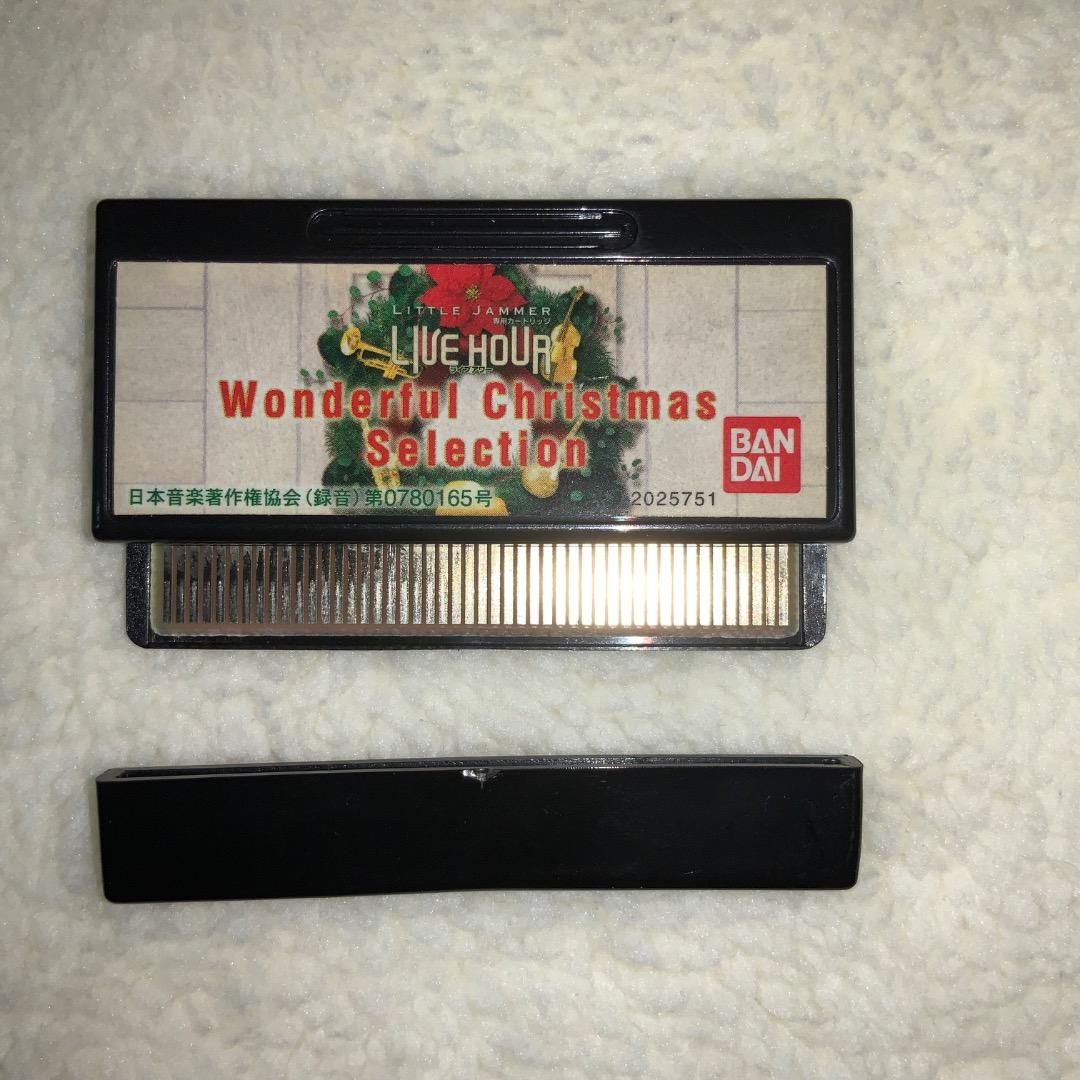 LITTLE JAMMER
専用カートリッジ
LIVE HOUR
ライブアワー
Wonderful Christmas
Selection
BAN
DAI
日本音楽著作権協会(録音)第0780165号
2025751